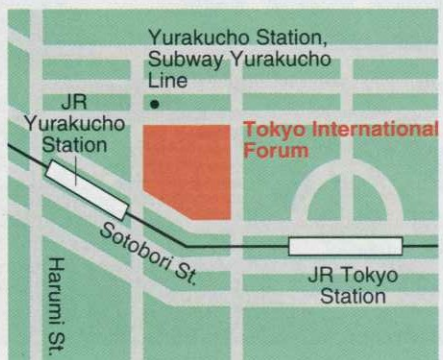 Yurakucho Station,
Subway Yurakucho
Line
JR
Yurakucho
Station
Tokyo International
Forum
Sotobori St.
Harumi St.
JR Tokyo
Station